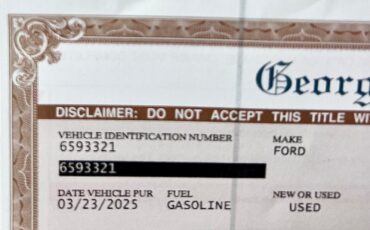 Georg
DISCLAIMER: DO NOT ACCEPT THIS TITLE WI
VEHICLE IDENTIFICATION NUMBER MAKE
6593321 FORD
6593321
DATE VEHICLE PUR FUEL NEW OR USED
03/23/2025 GASOLINE USED